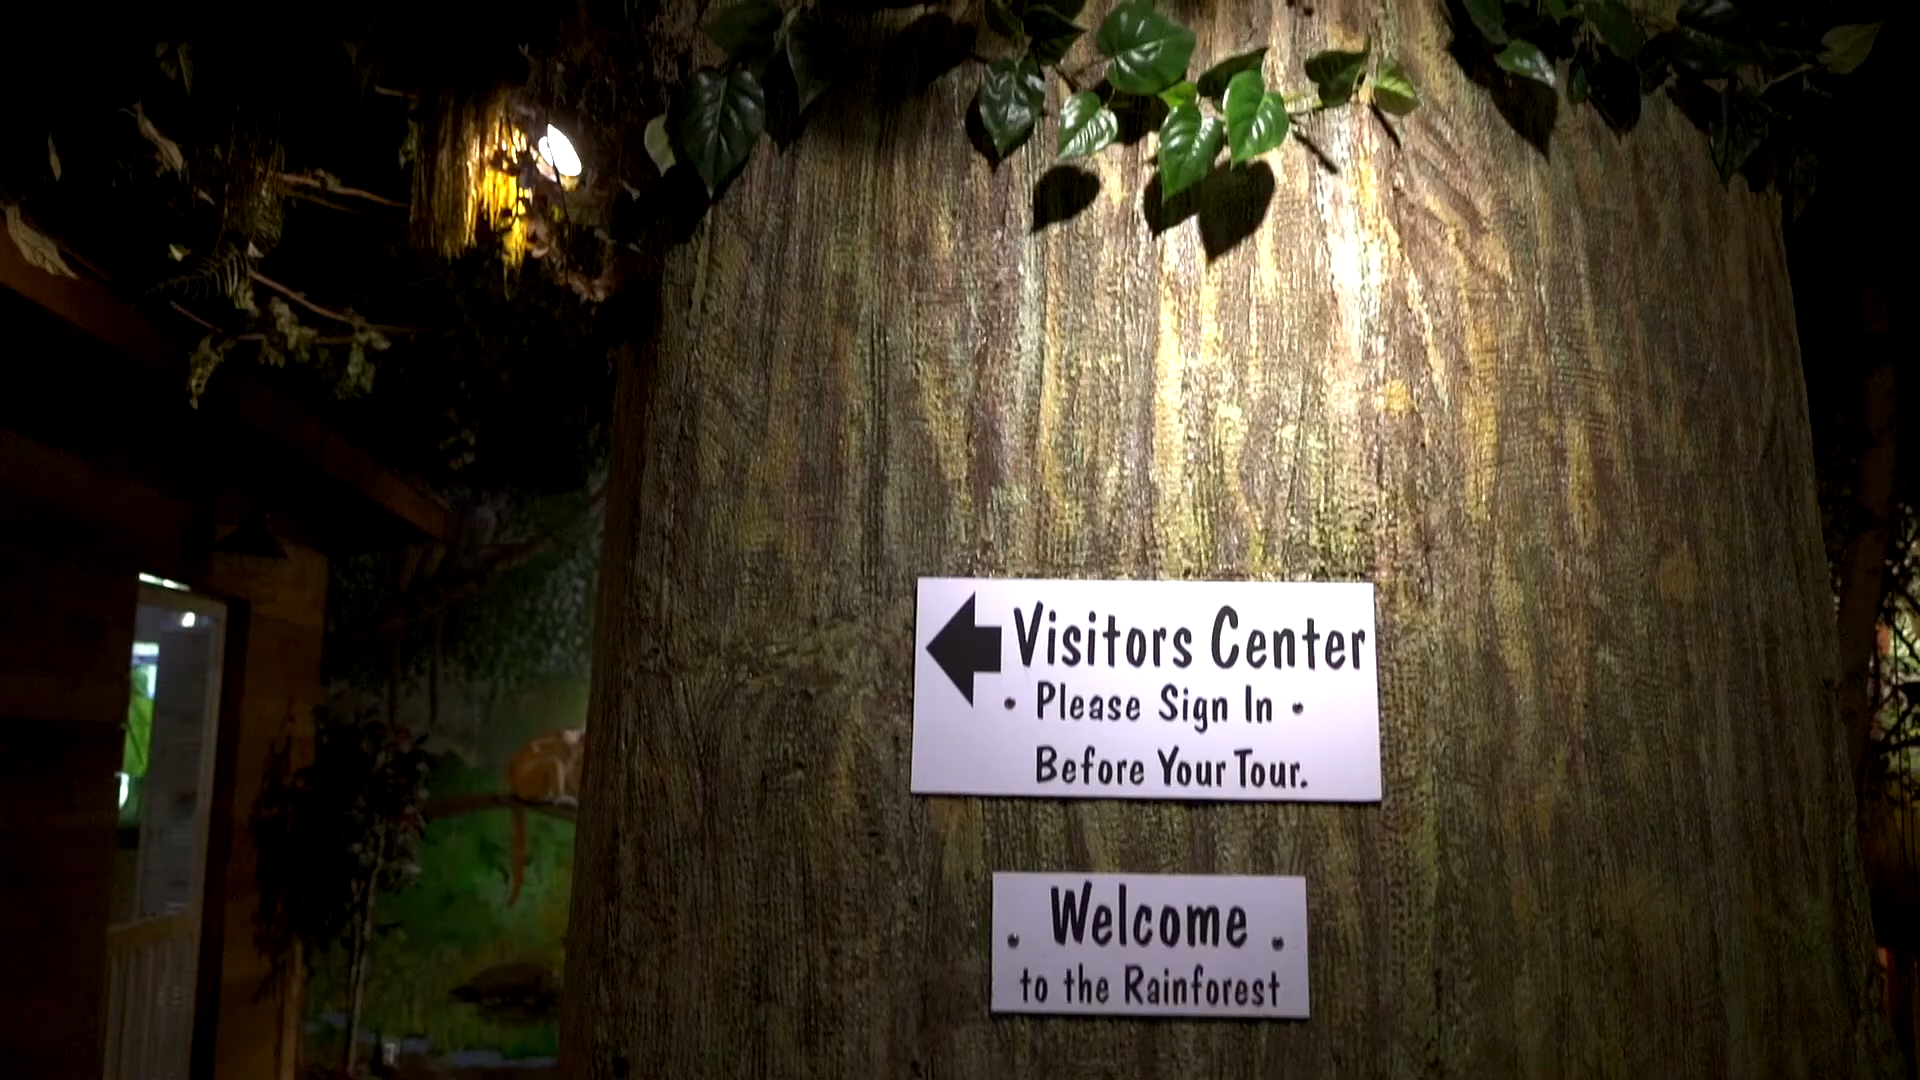 Visitors Center
• Please Sign In •
Before Your Tour.
Welcome
to the Rainforest